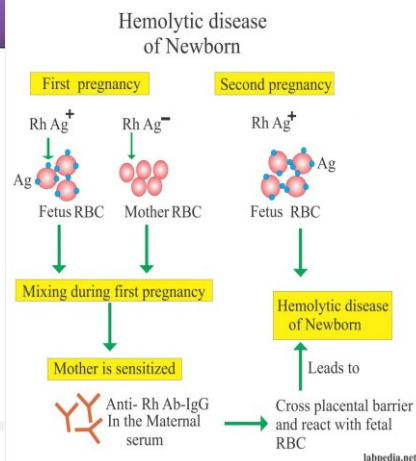 Hemolytic disease
of Newborn
First pregnancy
Second pregnancy
Rh Ag+
Rh Ag–
Rh Ag+
Ag
Ag
Fetus RBC
Mother RBC
Fetus RBC
Mixing during first pregnancy
Hemolytic disease
of Newborn
Mother is sensitized
Leads to
Anti- Rh Ab-IgG
In the Maternal
serum
Cross placental barrier
and react with fetal
RBC
labpedia.net